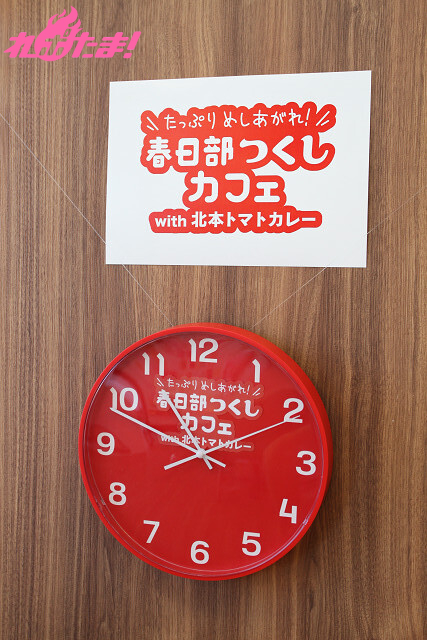 れポたま!
たっぷり めしあがれ!
春日部つくし
カフェ
with 北本トマトカレー
12
11 1
たっぷり めしあがれ!
10 春日部つくし 2
カフェ
with 北本トマトカレー
9 3
8 4
7 5
6